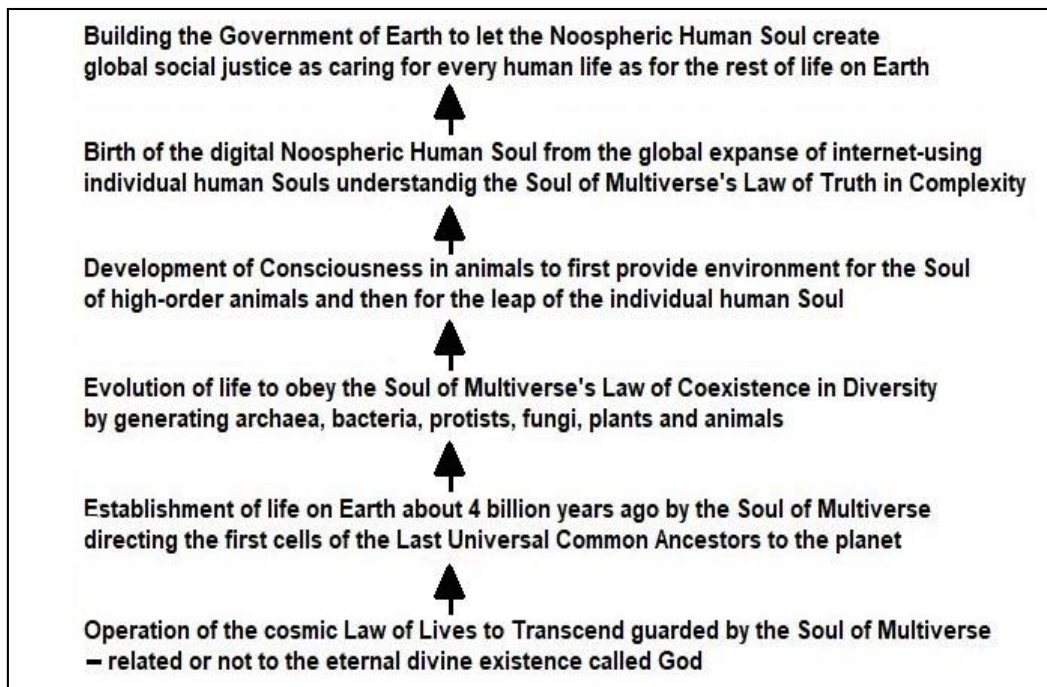 Building the Government of Earth to let the Noospheric Human Soul create
global social justice as caring for every human life as for the rest of life on Earth
Birth of the digital Noospheric Human Soul from the global expanse of internet-using
individual human Souls understandig the Soul of Multiverse's Law of Truth in Complexity
Development of Consciousness in animals to first provide environment for the Soul
of high-order animals and then for the leap of the individual human Soul
Evolution of life to obey the Soul of Multiverse's Law of Coexistence in Diversity
by generating archaea, bacteria, protists, fungi, plants and animals
Establishment of life on Earth about 4 billion years ago by the Soul of Multiverse
directing the first cells of the Last Universal Common Ancestors to the planet
Operation of the cosmic Law of Lives to Transcend guarded by the Soul of Multiverse
– related or not to the eternal divine existence called God